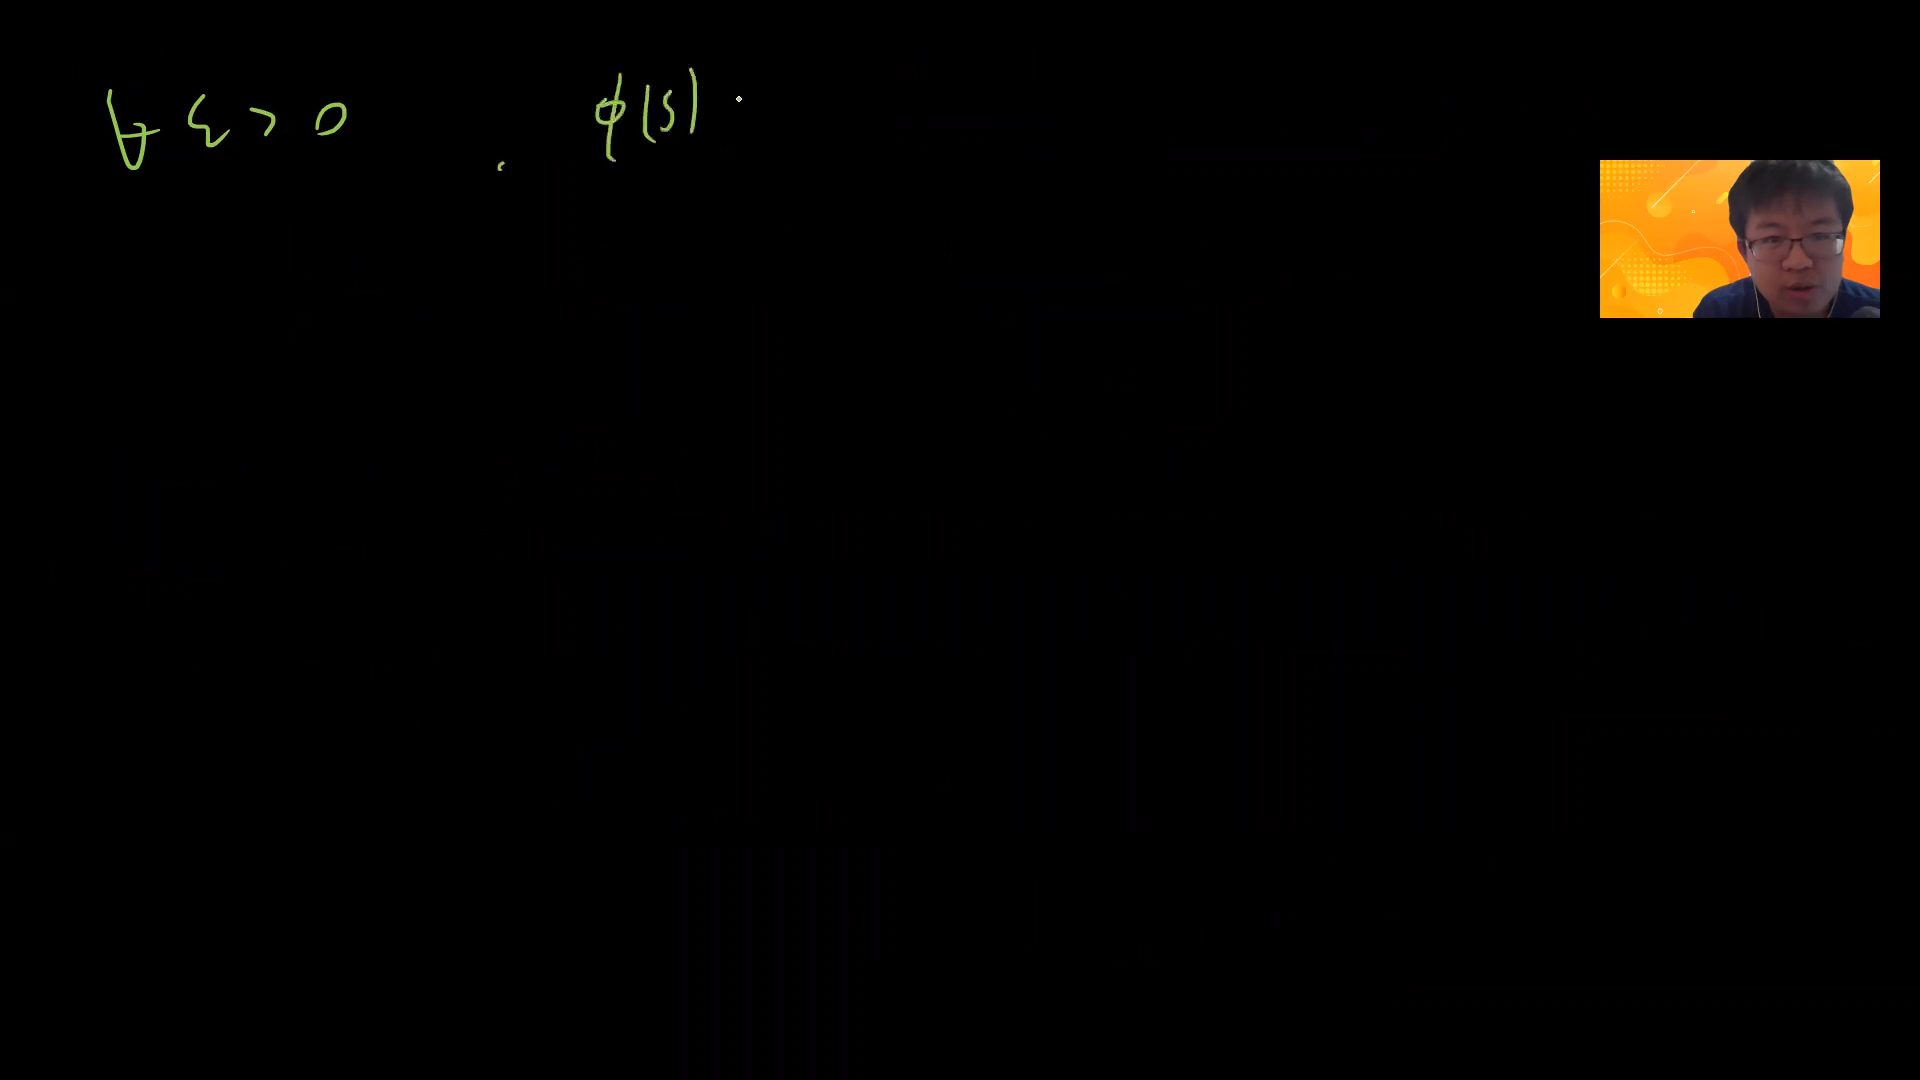 ∀ ε > 0 . φ(s)